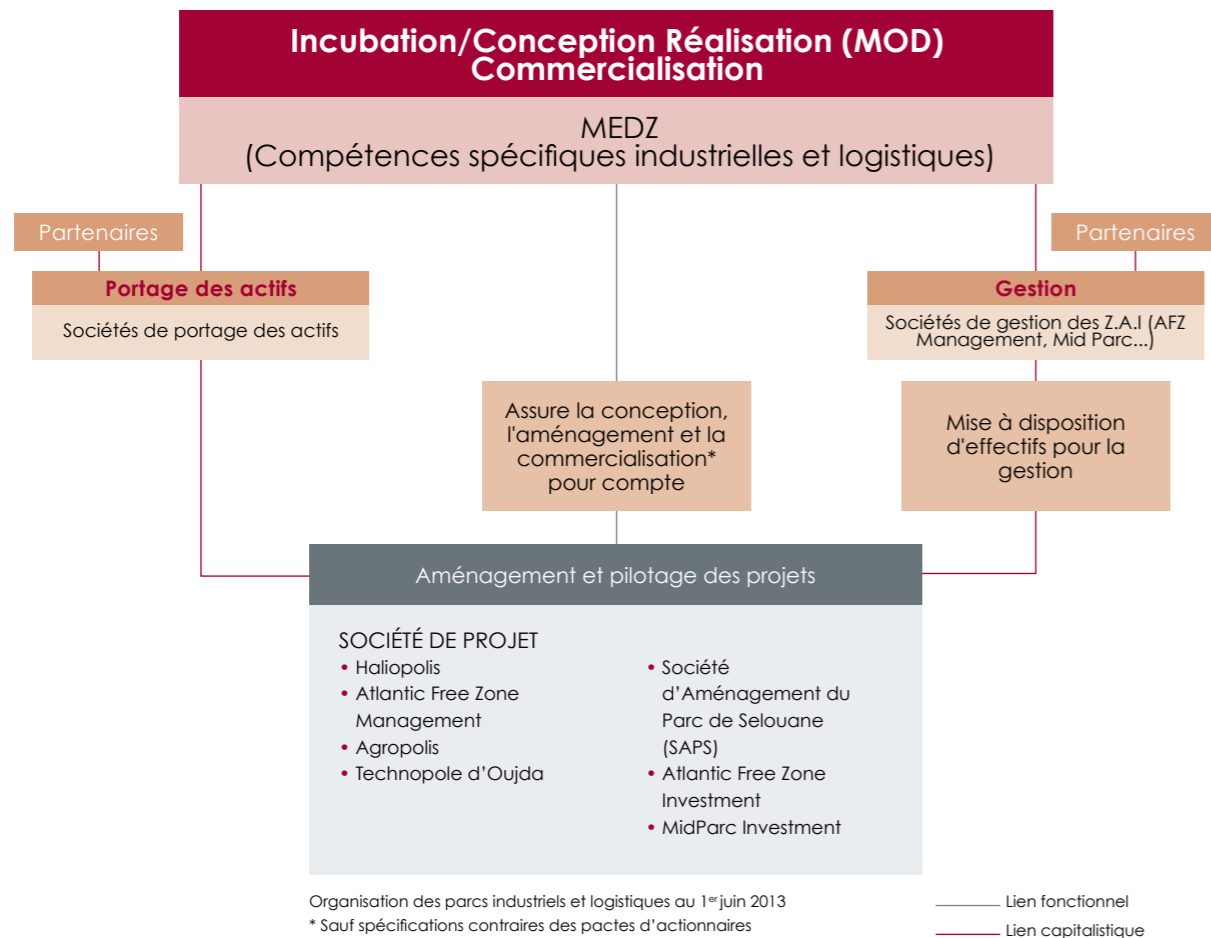 Incubation/Conception Réalisation (MOD)
Commercialisation
MEDZ
(Compétences spécifiques industrielles et logistiques)
Partenaires
Portage des actifs
Sociétés de portage des actifs
Partenaires
Gestion
Sociétés de gestion des Z.A.I (AFZ
Management, Mid Parc...)
Assure la conception,
l'aménagement et la
commercialisation*
pour compte
Mise à disposition
d'effectifs pour la
gestion
Aménagement et pilotage des projets
SOCIÉTÉ DE PROJET
• Haliopolis
• Atlantic Free Zone
Management
• Agropolis
• Technopole d’Oujda
• Société
d’Aménagement du
Parc de Selouane
(SAPS)
• Atlantic Free Zone
Investment
• MidParc Investment
Organisation des parcs industriels et logistiques au 1er juin 2013
* Sauf spécifications contraires des pactes d’actionnaires
Lien fonctionnel
Lien capitalistique